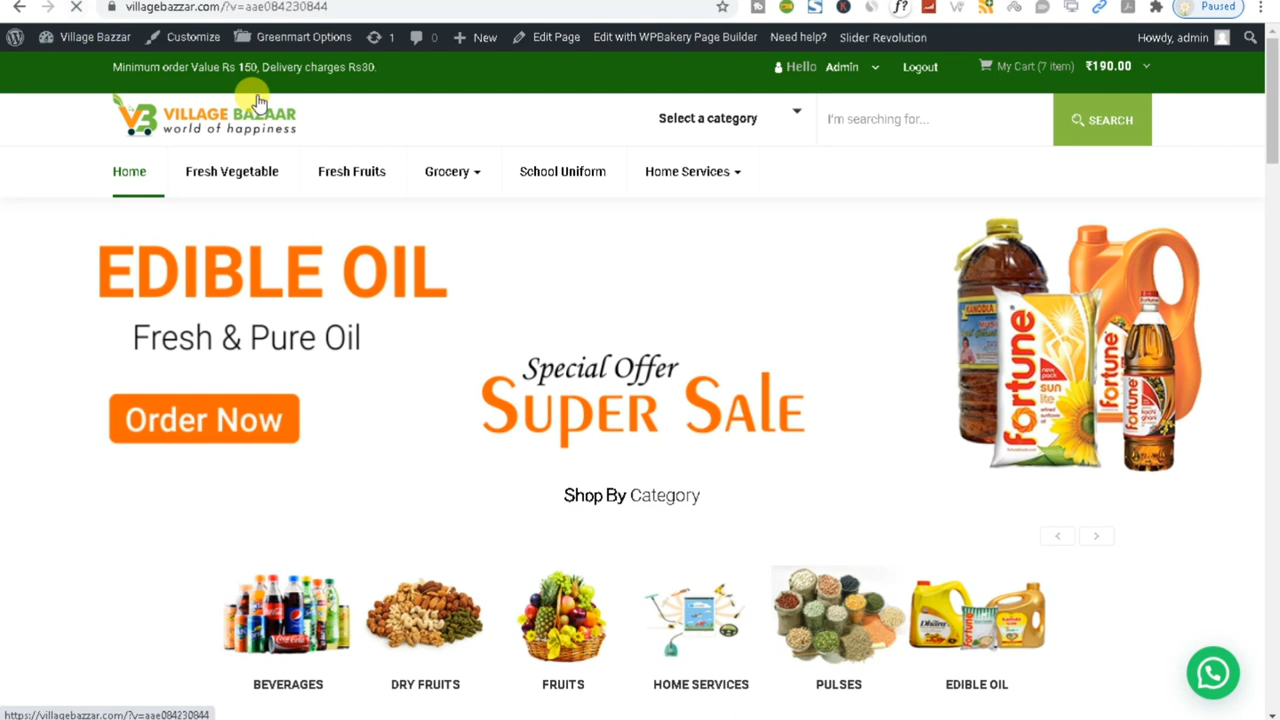 villagebazzar.com/?v=aae084230844
Paused
Village Bazzar
Customize
Greenmart Options
1
0
New
Edit Page
Edit with WPBakery Page Builder
Need help?
Slider Revolution
Howdy, admin
Minimum order Value Rs 150, Delivery charges Rs30.
Hello Admin
Logout
My Cart (7 item) ₹190.00
VB VILLAGE BAZAAR
world of happiness
Select a category
I'm searching for...
SEARCH
Home
Fresh Vegetable
Fresh Fruits
Grocery
School Uniform
Home Services
EDIBLE OIL
Fresh & Pure Oil
Order Now
Special Offer
Super Sale
fortune
sun
lite
fortune
Shop By Category
BEVERAGES
DRY FRUITS
FRUITS
HOME SERVICES
PULSES
EDIBLE OIL
https://villagebazzar.com/?v=aae084230844